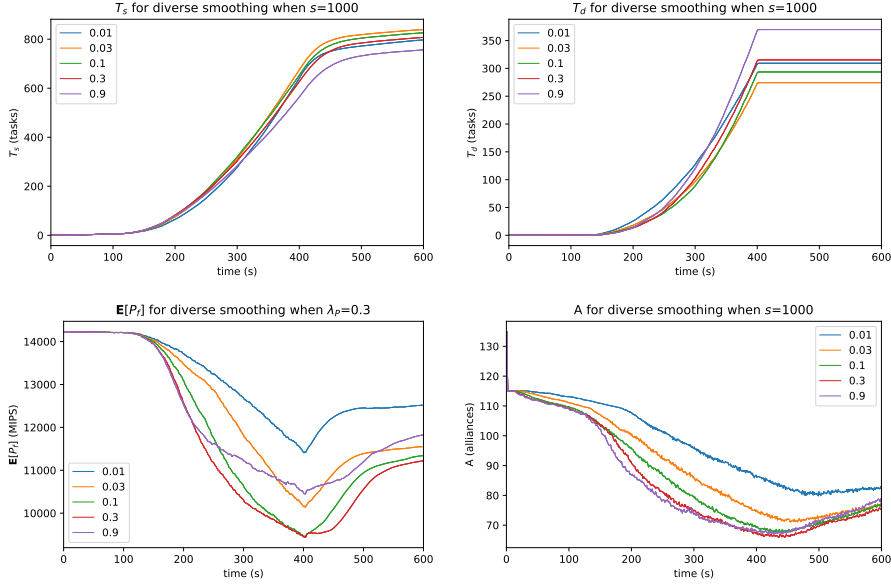 T_s for diverse smoothing when s=1000
T_s (tasks)
800
600
400
200
0
0 100 200 300 400 500 600
time (s)
0.01
0.03
0.1
0.3
0.9
T_d for diverse smoothing when s=1000
T_d (tasks)
350
300
250
200
150
100
50
0
0 100 200 300 400 500 600
time (s)
0.01
0.03
0.1
0.3
0.9
E[P_f] for diverse smoothing when λ_P=0.3
E[P_f] (MIPS)
14000
13000
12000
11000
10000
0 100 200 300 400 500 600
time (s)
0.01
0.03
0.1
0.3
0.9
A for diverse smoothing when s=1000
A (alliances)
130
120
110
100
90
80
70
0 100 200 300 400 500 600
time (s)
0.01
0.03
0.1
0.3
0.9